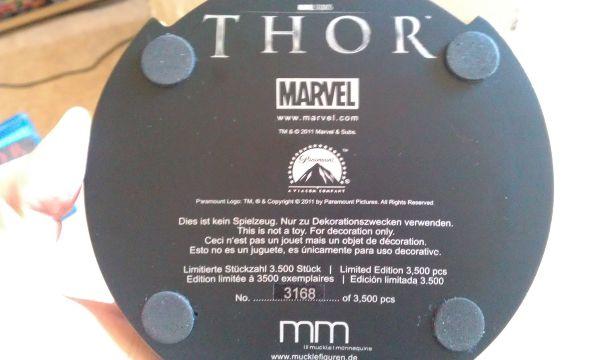 MARVEL STUDIOS
THOR
MARVEL
www.marvel.com
TM & © 2011 Marvel & Subs.
Paramount
A VIACOM COMPANY
Paramount Logo: TM, ® & Copyright © 2011 by Paramount Pictures. All Rights Reserved.
Dies ist kein Spielzeug. Nur zu Dekorationszwecken verwenden.
This is not a toy. For decoration only.
Ceci n'est pas un jouet mais un objet de décoration.
Esto no es un juguete, es únicamente para uso decorativo.
Limitierte Stückzahl 3.500 Stück | Limited Edition 3,500 pcs
Edition limitée à 3500 exemplaires | Edición limitada 3.500
No. .......... 3168 .......... of 3,500 pcs
mm
muckle mannequins
www.mucklefiguren.de